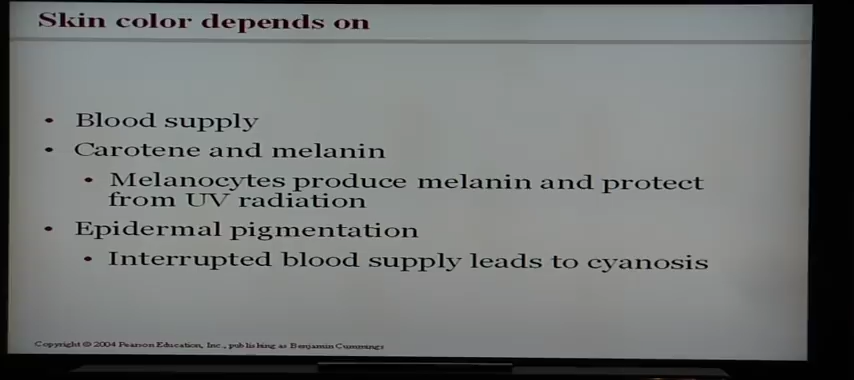 Skin color depends on
• Blood supply
• Carotene and melanin
• Melanocytes produce melanin and protect
from UV radiation
• Epidermal pigmentation
• Interrupted blood supply leads to cyanosis
Copyright © 2004 Pearson Education, Inc., publishing as Benjamin Cummings